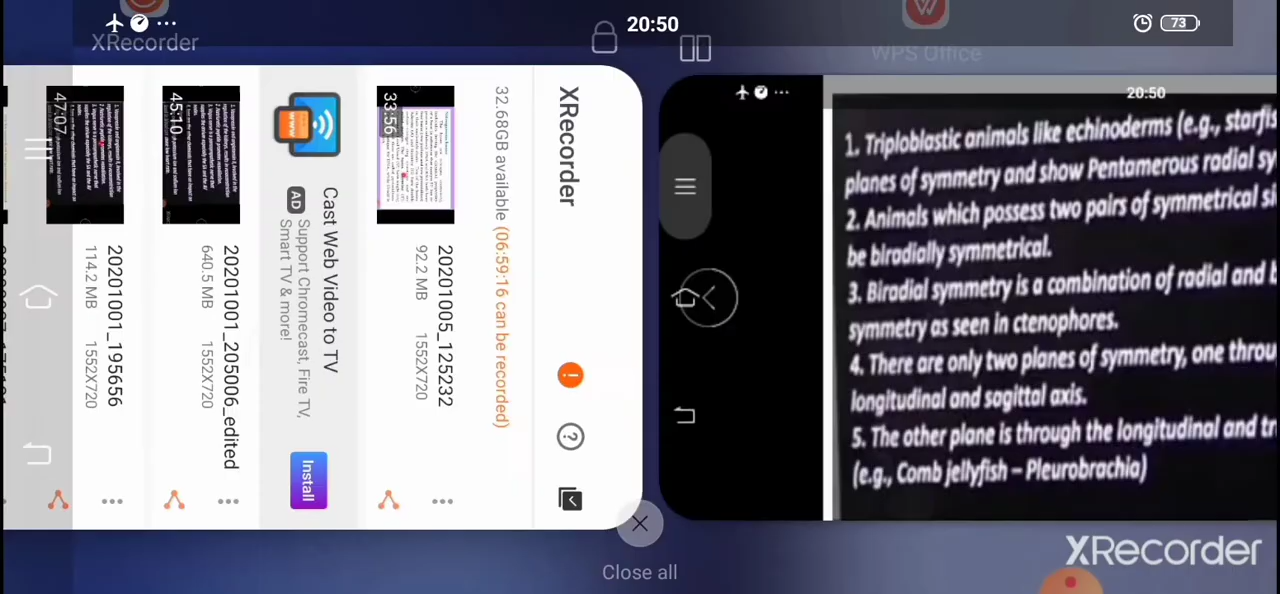 20:50
73
XRecorder
WPS Office
XRecorder
32.68GB available (06:59:16 can be recorded)
33:56
20201005_125232
92.2 MB 1552X720
Cast Web Video to TV
AD Support Chromecast, Fire TV,
Smart TV & more!
Install
45:10
20201001_205006_edited
640.5 MB 1552X720
47:07
20201001_195656
114.2 MB 1552X720
20:50
1. Triploblastic animals like echinoderms (e.g., starfis
planes of symmetry and show Pentamerous radial sy
2. Animals which possess two pairs of symmetrical si
be biradially symmetrical.
3. Biradial symmetry is a combination of radial and b
symmetry as seen in ctenophores.
4. There are only two planes of symmetry, one throu
longitudinal and sagittal axis.
5. The other plane is through the longitudinal and tr
(e.g., Comb jellyfish – Pleurobrachia)
Close all
XRecorder